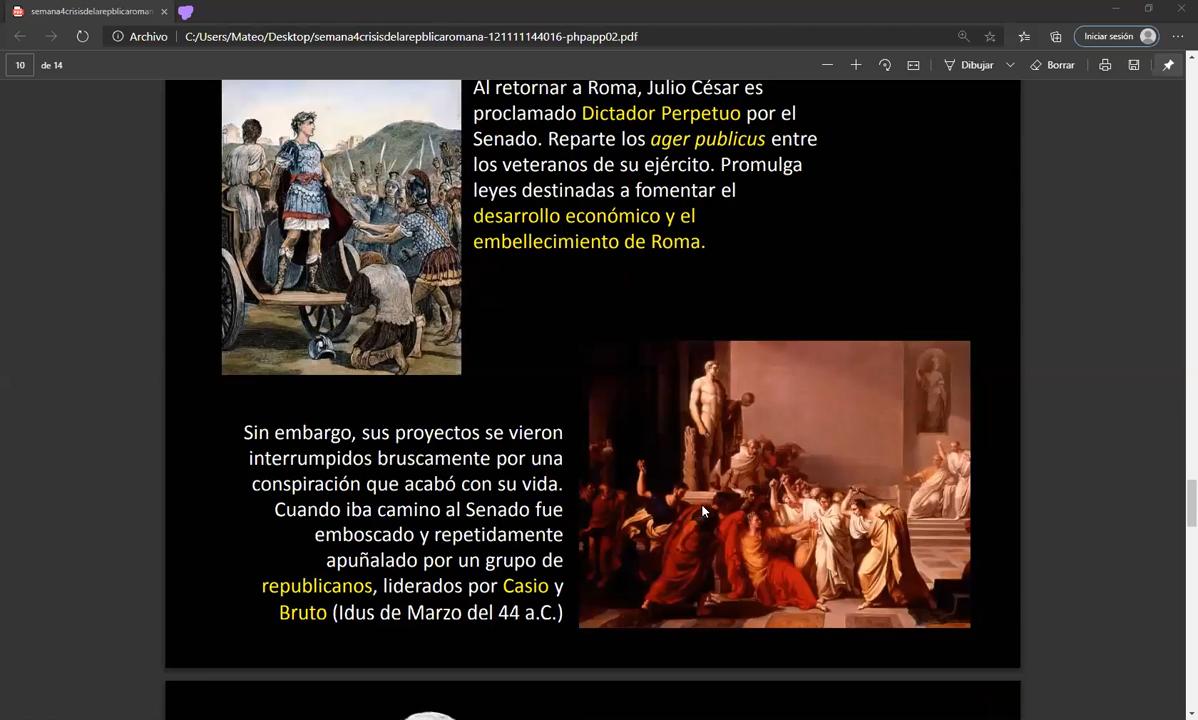 semana4crisisdelarepblicaroman
Archivo
C:/Users/Mateo/Desktop/semana4crisisdelarepblicaromana-121111144016-phpapp02.pdf
Iniciar sesión
10
de 14
Dibujar
Borrar
Al retornar a Roma, Julio César es
proclamado Dictador Perpetuo por el
Senado. Reparte los ager publicus entre
los veteranos de su ejército. Promulga
leyes destinadas a fomentar el
desarrollo económico y el
embellecimiento de Roma.
Sin embargo, sus proyectos se vieron
interrumpidos bruscamente por una
conspiración que acabó con su vida.
Cuando iba camino al Senado fue
emboscado y repetidamente
apuñalado por un grupo de
republicanos, liderados por Casio y
Bruto (Idus de Marzo del 44 a.C.)